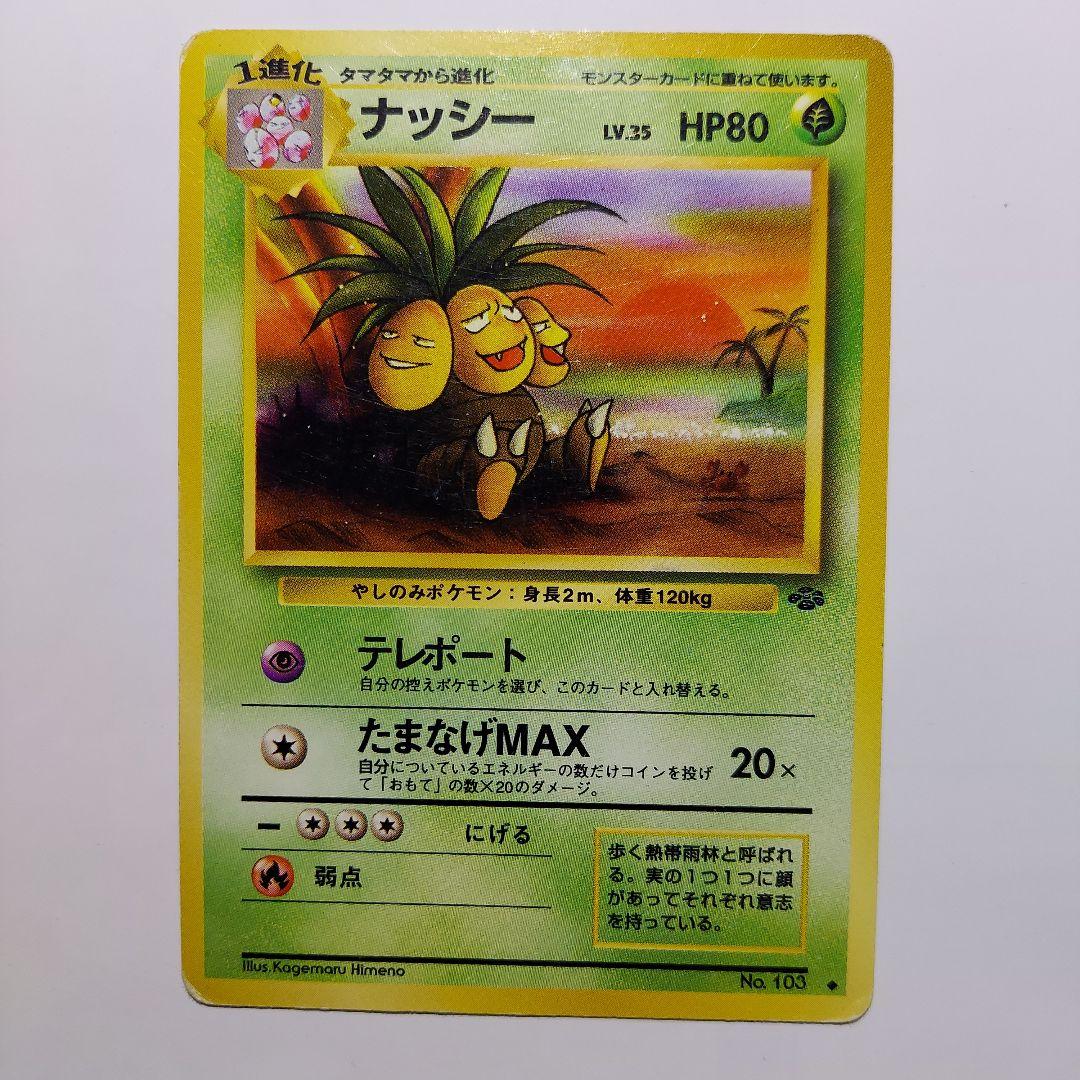 1進化 タマタマから進化 モンスターカードに重ねて使います。
ナッシー LV.35 HP80
やしのみポケモン：身長2m、体重120kg
テレポート
自分の控えポケモンを選び、このカードと入れ替える。
たまなげMAX 20×
自分についているエネルギーの数だけコインを投げ
て「おもて」の数×20のダメージ。
にげる
弱点
歩く熱帯雨林と呼ばれ
る。実の1つ1つに顔
があってそれぞれ意志
を持っている。
Illus.Kagemaru Himeno
No. 103